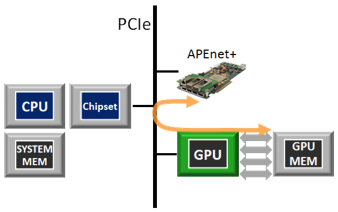 PCIe
APEnet+
CPU
Chipset
SYSTEM
MEM
GPU
GPU
MEM